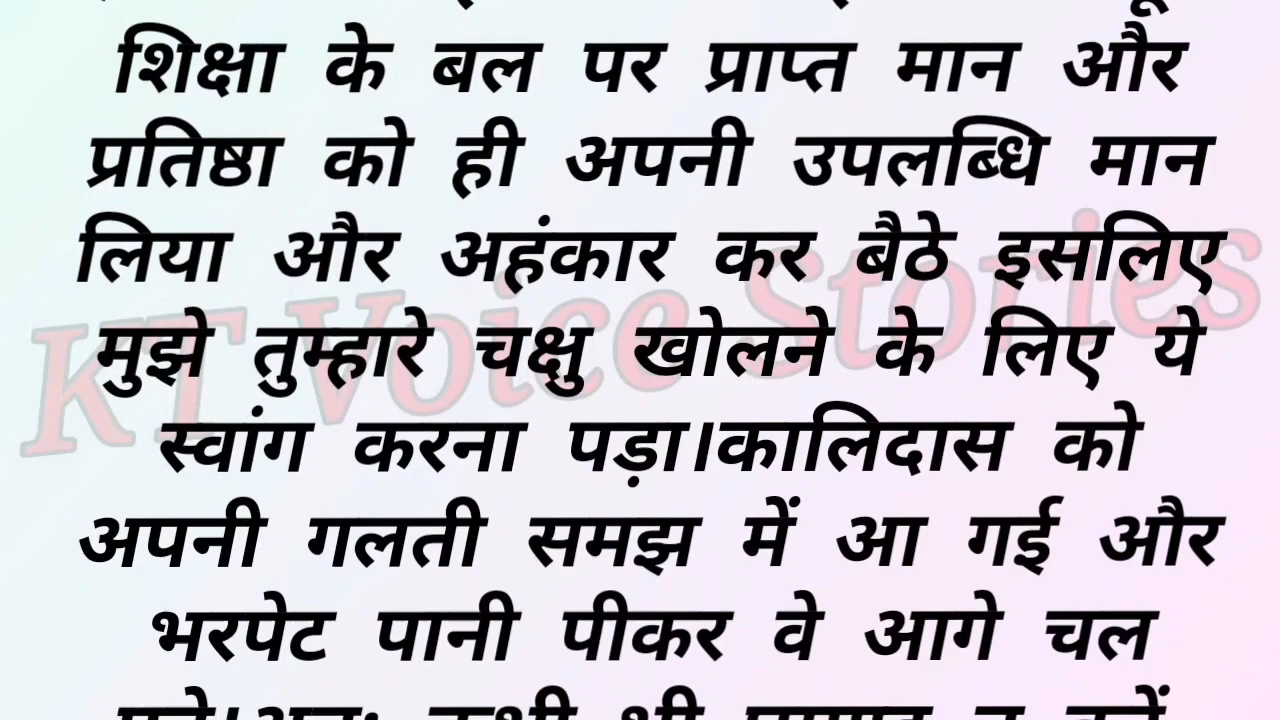 शिक्षा के बल पर प्राप्त मान और
प्रतिष्ठा को ही अपनी उपलब्धि मान
लिया और अहंकार कर बैठे इसलिए
मुझे तुम्हारे चक्षु खोलने के लिए ये
स्वांग करना पड़ा।कालिदास को
अपनी गलती समझ में आ गई और
भरपेट पानी पीकर वे आगे चल
KT Voice Stories